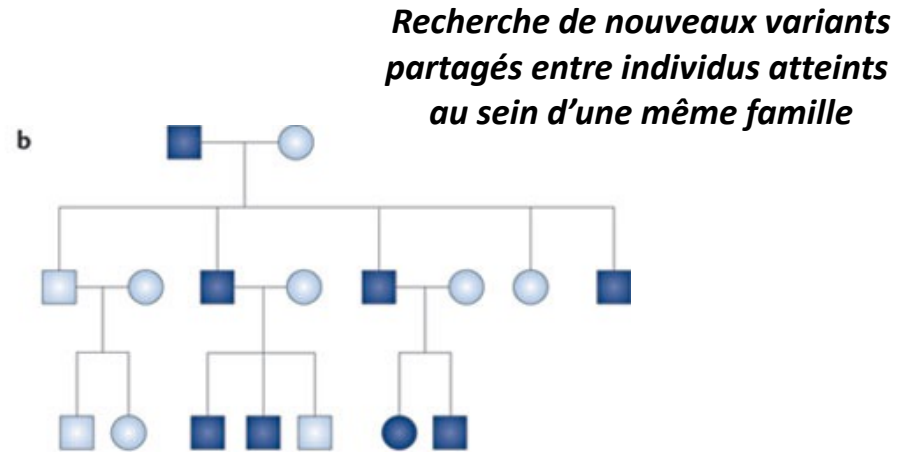 Recherche de nouveaux variants
partagés entre individus atteints
au sein d’une même famille
b